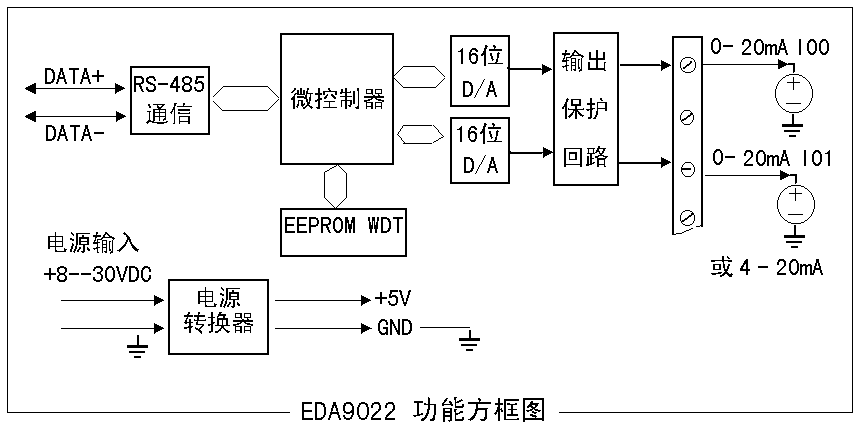 DATA+
DATA-
RS-485
通信
微控制器
EEPROM WDT
16位
D/A
16位
D/A
输出
保护
回路
0- 20mA I00
0- 20mA I01
或 4 - 20mA
电源输入
+8--30VDC
电源
转换器
+5V
GND
EDA9022 功能方框图